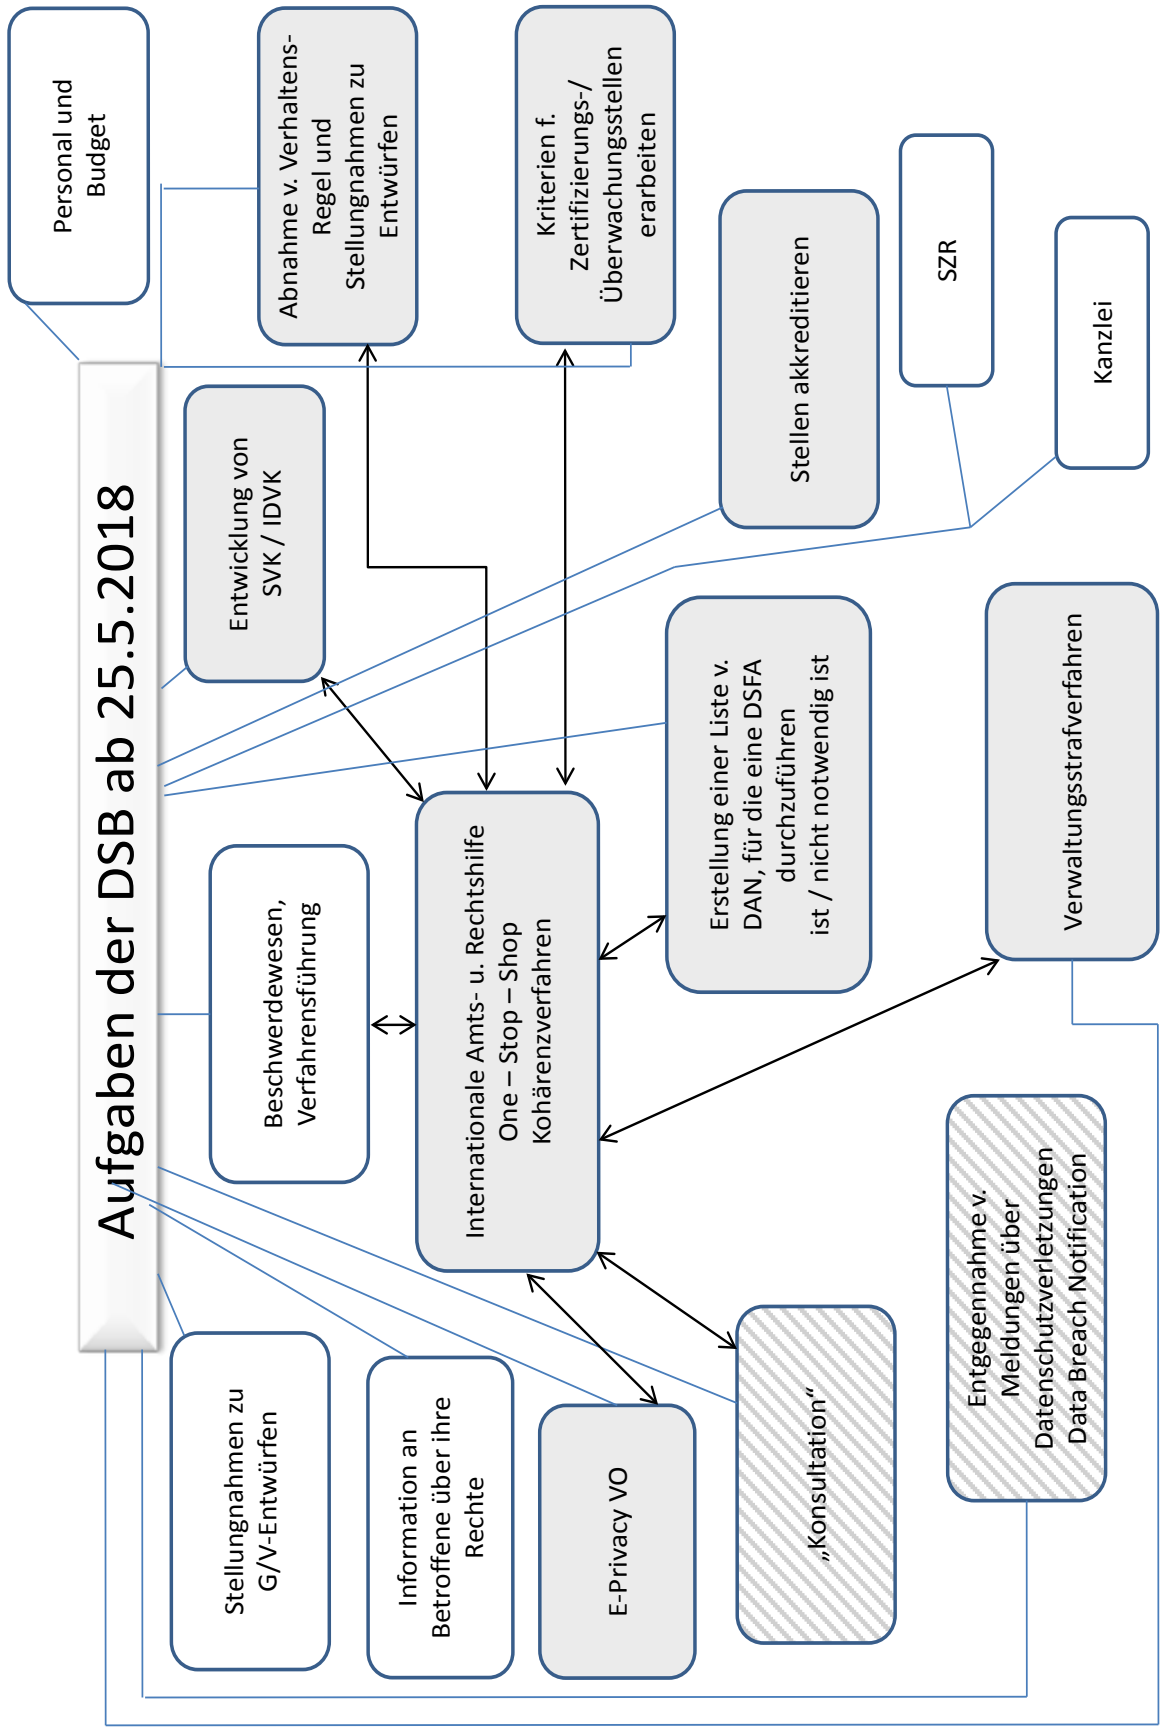 Aufgaben der DSB ab 25.5.2018
Stellungnahmen zu
G/V-Entwürfen
Beschwerdewesen,
Verfahrensführung
Entwicklung von
SVK / IDVK
Personal und
Budget
Information an
Betroffene über ihre
Rechte
Abnahme v. Verhaltens-
Regel und
Stellungnahmen zu
Entwürfen
E-Privacy VO
Internationale Amts- u. Rechtshilfe
One – Stop – Shop
Kohärenzverfahren
Kriterien f.
Zertifizierungs-/
Überwachungsstellen
erarbeiten
„Konsultation“
Erstellung einer Liste v.
DAN, für die eine DSFA
durchzuführen
ist / nicht notwendig ist
Stellen akkreditieren
Entgegennahme v.
Meldungen über
Datenschutzverletzungen
Data Breach Notification
Verwaltungsstrafverfahren
SZR
Kanzlei